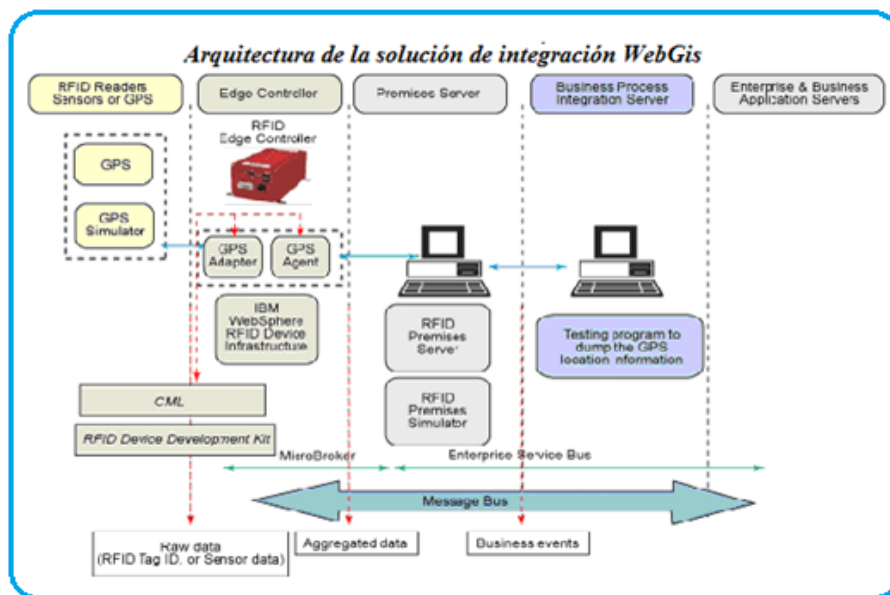 Arquitectura de la solución de integración WebGis
RFID Readers
Sensors or GPS
Edge Controller
Premises Server
Business Process
Integration Server
Enterprise & Business
Application Servers
RFID
Edge Controller
GPS
GPS
Simulator
GPS
Adapter
GPS
Agent
IBM
WebSphere
RFID Device
Infrastructure
RFID
Premises
Server
Testing program to
dump the GPS
location information
RFID
Premises
Simulator
CML
RFID Device Development Kit
MicroBroker
Enterprise Service Bus
Message Bus
Raw data
(RFID Tag ID. or Sensor data)
Aggregated data
Business events